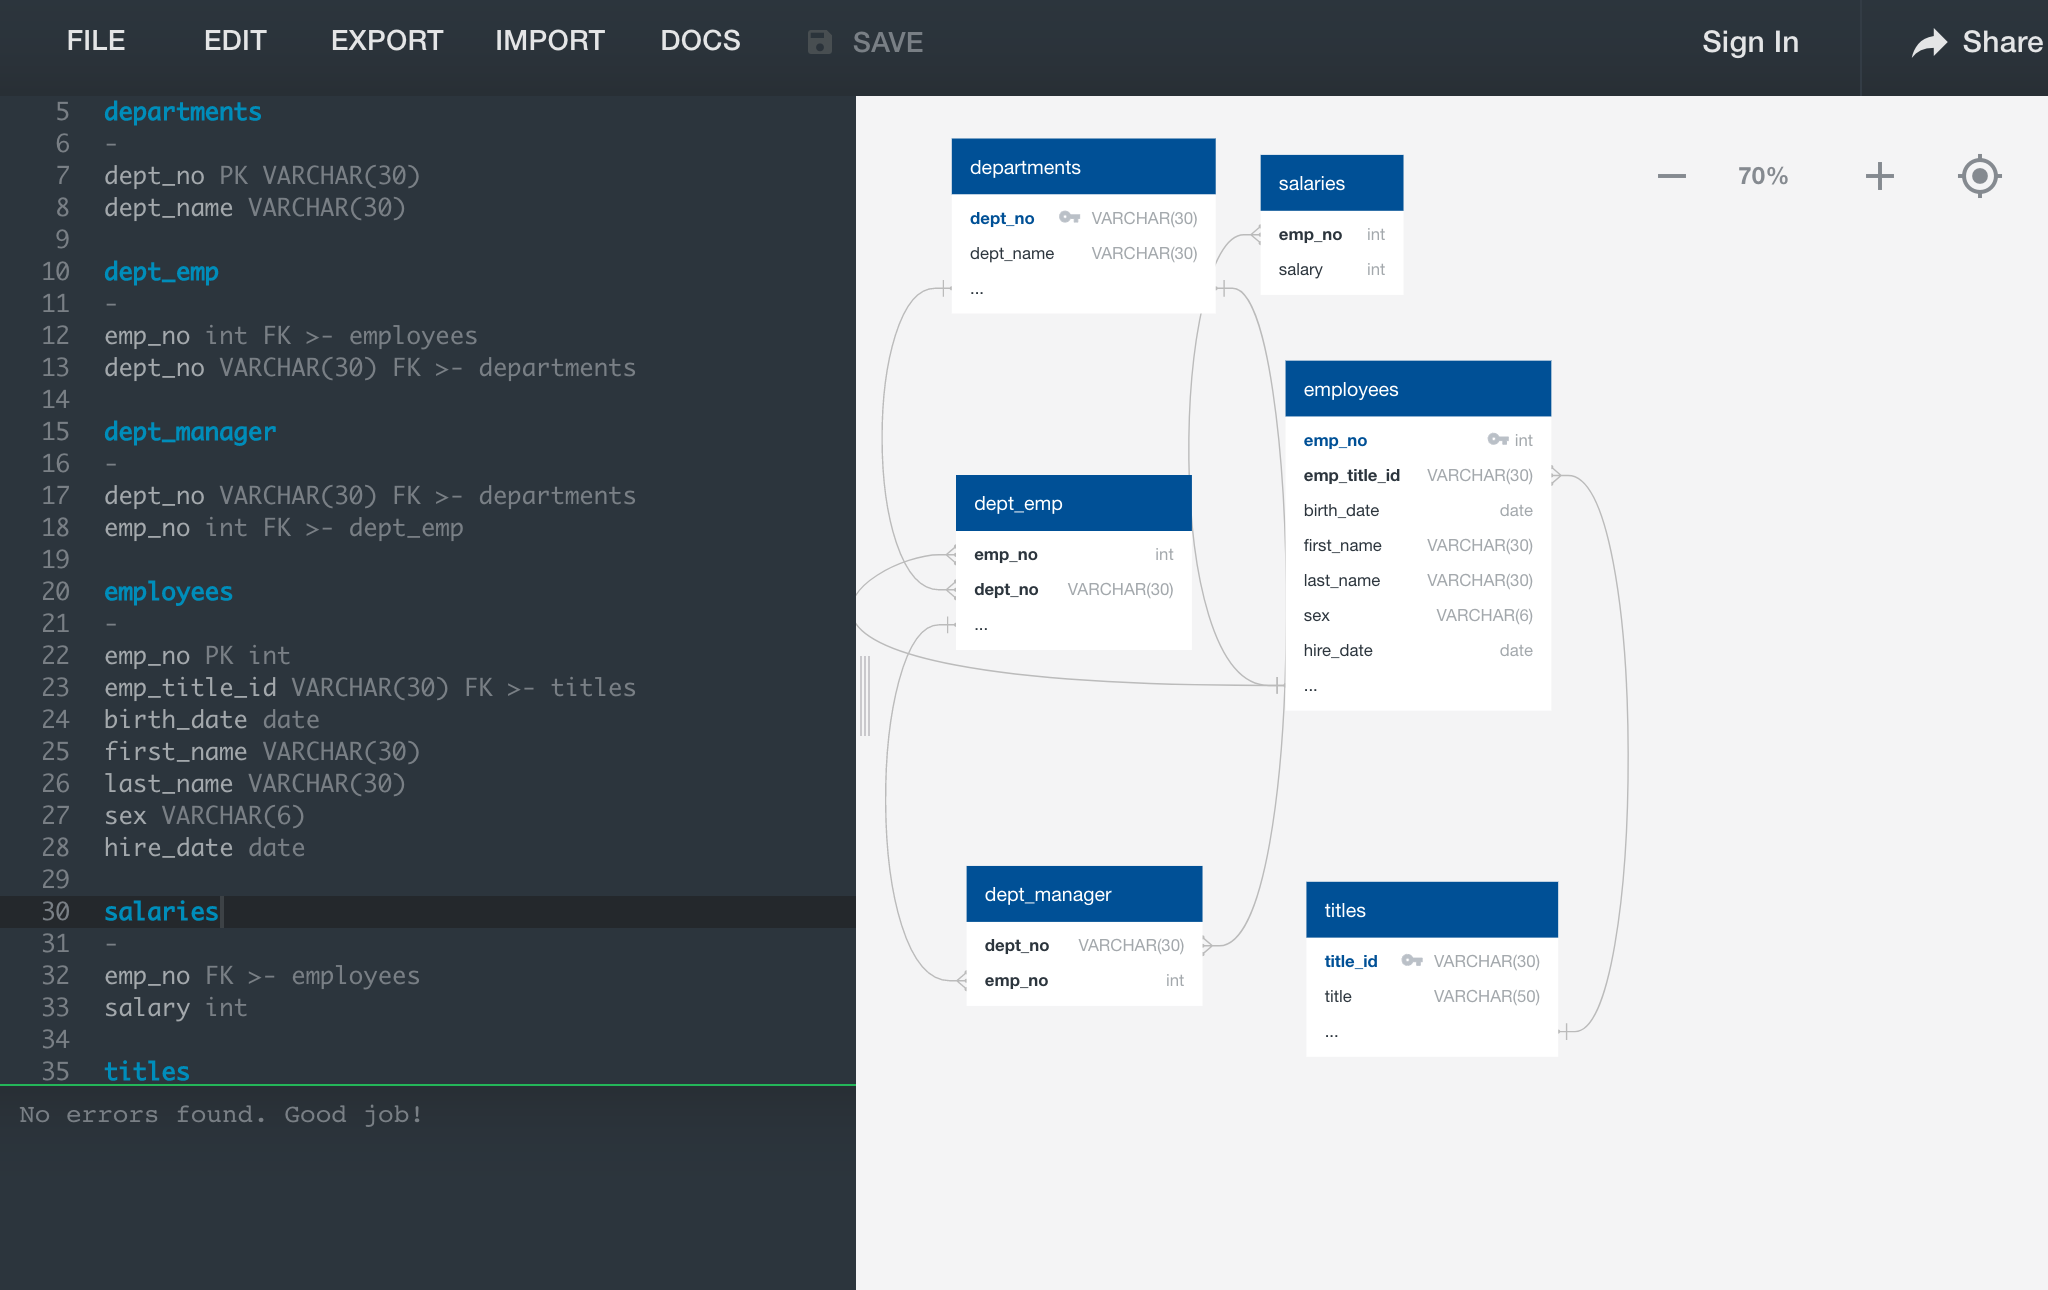 FILE EDIT EXPORT IMPORT DOCS SAVE Sign In Share
5 departments
6 -
7 dept_no PK VARCHAR(30)
8 dept_name VARCHAR(30)
9
10 dept_emp
11 -
12 emp_no int FK >- employees
13 dept_no VARCHAR(30) FK >- departments
14
15 dept_manager
16 -
17 dept_no VARCHAR(30) FK >- departments
18 emp_no int FK >- dept_emp
19
20 employees
21 -
22 emp_no PK int
23 emp_title_id VARCHAR(30) FK >- titles
24 birth_date date
25 first_name VARCHAR(30)
26 last_name VARCHAR(30)
27 sex VARCHAR(6)
28 hire_date date
29
30 salaries
31 -
32 emp_no FK >- employees
33 salary int
34
35 titles
No errors found. Good job!
departments
dept_no VARCHAR(30)
dept_name VARCHAR(30)
...
salaries
emp_no int
salary int
70%
employees
emp_no int
emp_title_id VARCHAR(30)
birth_date date
first_name VARCHAR(30)
last_name VARCHAR(30)
sex VARCHAR(6)
hire_date date
...
dept_emp
emp_no int
dept_no VARCHAR(30)
...
dept_manager
dept_no VARCHAR(30)
emp_no int
titles
title_id VARCHAR(30)
title VARCHAR(50)
...